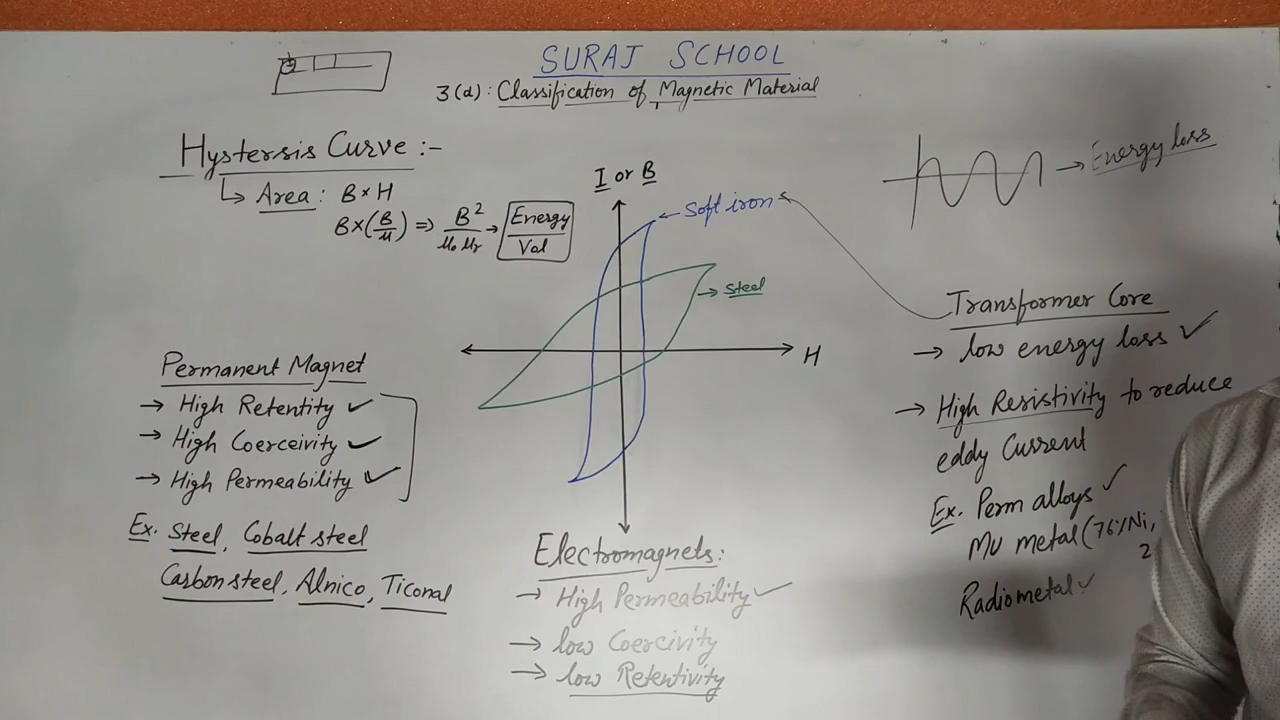 SURAJ SCHOOL
3(d): Classification of Magnetic Material
Hystersis Curve :-
↳ Area : B × H
B×(B/μ) ⇒ B²/μ₀μr → Energy/Vol
I or B
← Soft iron
→ Steel
H
→ Energy loss
Permanent Magnet
→ High Retentity ✓
→ High Coerceivity ✓
→ High Permeability ✓
Ex. Steel, Cobalt steel
Carbon steel, Alnico, Ticonal
Electromagnets:
→ High Permeability ✓
→ low Coercivity
→ low Retentivity
Transformer Core
→ low energy loss ✓
→ High Resistivity to reduce
eddy Current
Ex. Perm alloys ✓
MU metal (76% Ni,
2
Radiometal ✓